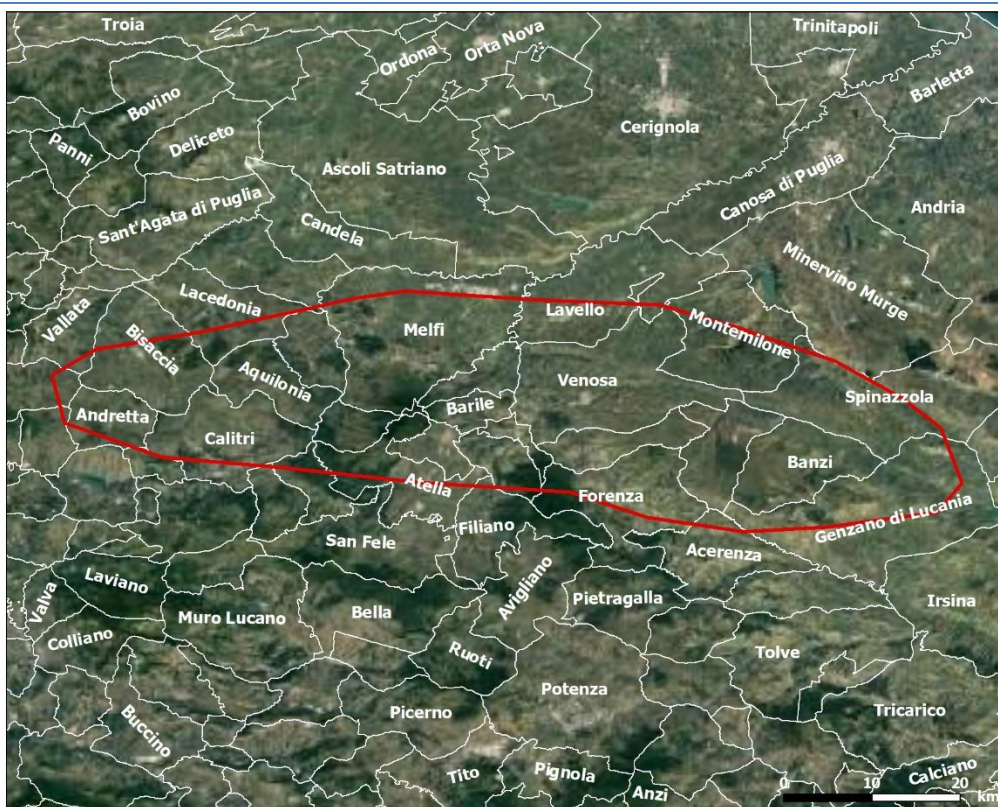 Troia
Ordona
Orta Nova
Trinitapoli
Barletta
Bovino
Panni
Deliceto
Cerignola
Ascoli Satriano
Canosa di Puglia
Andria
Sant'Agata di Puglia
Candela
Minervino Murge
Vallata
Lacedonia
Bisaccia
Melfi
Lavello
Montemilone
Aquilonia
Venosa
Spinazzola
Andretta
Calitri
Barile
Banzi
Atella
Forenza
Genzano di Lucania
San Fele
Filiano
Acerenza
Valva
Laviano
Muro Lucano
Bella
Avigliano
Pietragalla
Irsina
Colliano
Ruoti
Tolve
Buccino
Picerno
Potenza
Tricarico
Tito
Pignola
Anzi
Calciano
0 10 20
km